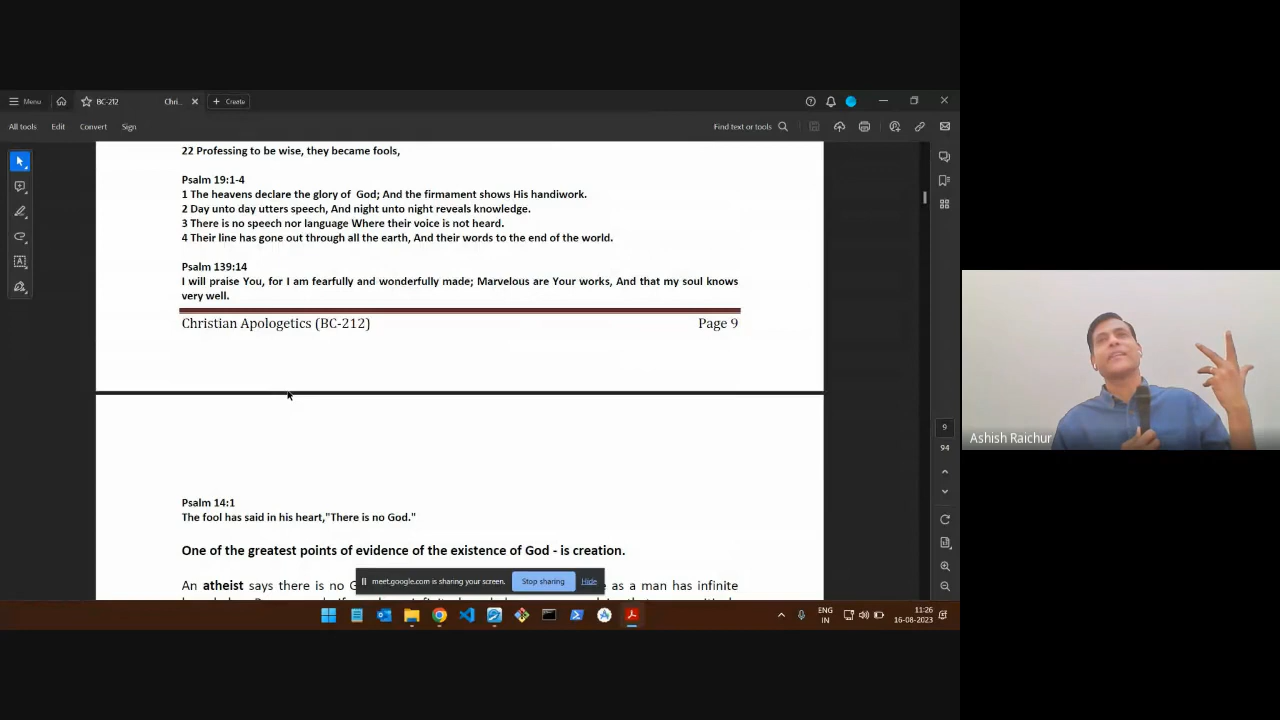 Menu
BC-212
Chri...
Create
All tools
Edit
Convert
Sign
Find text or tools
22 Professing to be wise, they became fools,
Psalm 19:1-4
1 The heavens declare the glory of God; And the firmament shows His handiwork.
2 Day unto day utters speech, And night unto night reveals knowledge.
3 There is no speech nor language Where their voice is not heard.
4 Their line has gone out through all the earth, And their words to the end of the world.
Psalm 139:14
I will praise You, for I am fearfully and wonderfully made; Marvelous are Your works, And that my soul knows
very well.
Christian Apologetics (BC-212) Page 9
Psalm 14:1
The fool has said in his heart,"There is no God."
One of the greatest points of evidence of the existence of God - is creation.
An atheist says there is no as a man has infinite
meet.google.com is sharing your screen.
Stop sharing
Hide
9
94
ENG
IN
11:26
16-08-2023
Ashish Raichur